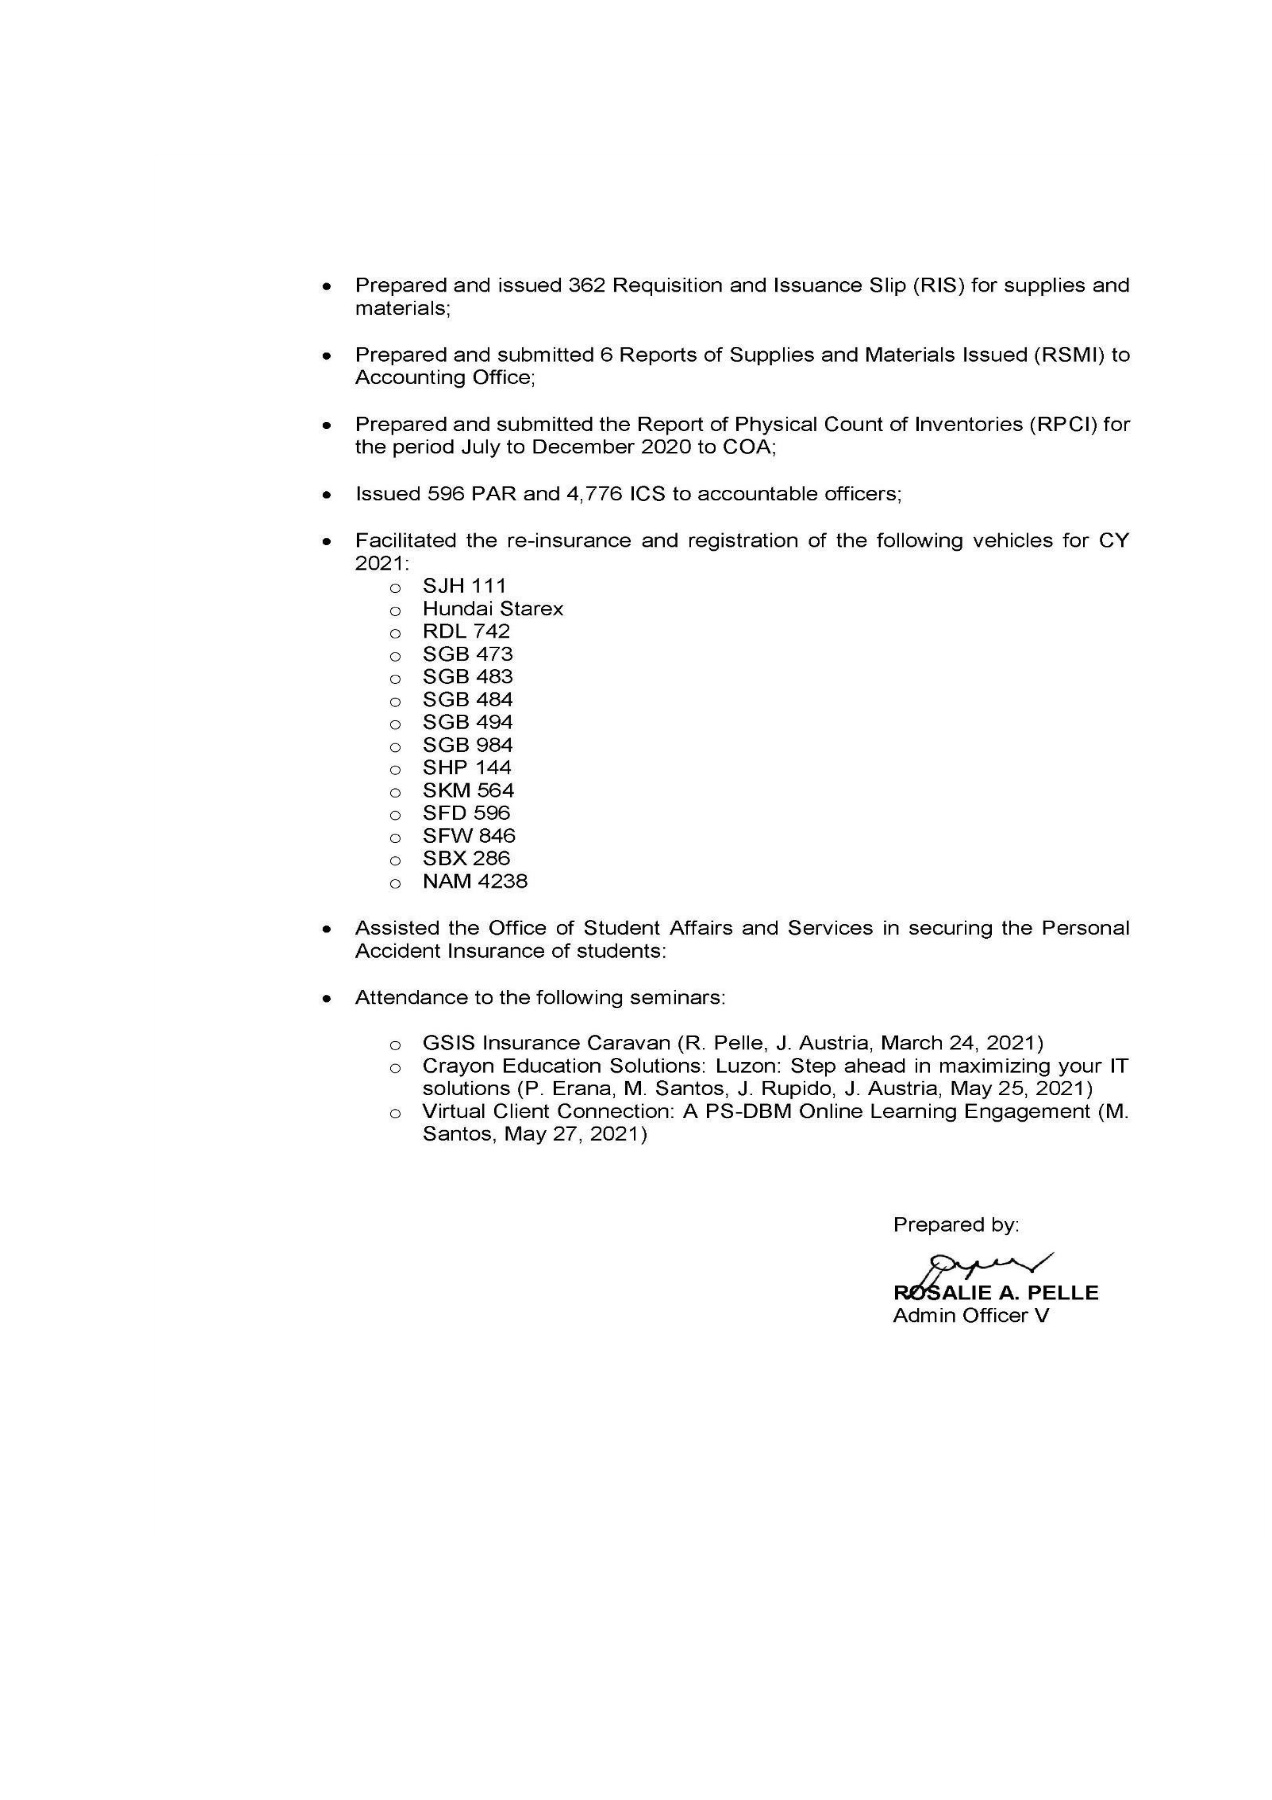 • Prepared and issued 362 Requisition and Issuance Slip (RIS) for supplies and
materials;
• Prepared and submitted 6 Reports of Supplies and Materials Issued (RSMI) to
Accounting Office;
• Prepared and submitted the Report of Physical Count of Inventories (RPCI) for
the period July to December 2020 to COA;
• Issued 596 PAR and 4,776 ICS to accountable officers;
• Facilitated the re-insurance and registration of the following vehicles for CY
2021:
o SJH 111
o Hundai Starex
o RDL 742
o SGB 473
o SGB 483
o SGB 484
o SGB 494
o SGB 984
o SHP 144
o SKM 564
o SFD 596
o SFW 846
o SBX 286
o NAM 4238
• Assisted the Office of Student Affairs and Services in securing the Personal
Accident Insurance of students:
• Attendance to the following seminars:
o GSIS Insurance Caravan (R. Pelle, J. Austria, March 24, 2021)
o Crayon Education Solutions: Luzon: Step ahead in maximizing your IT
solutions (P. Erana, M. Santos, J. Rupido, J. Austria, May 25, 2021)
o Virtual Client Connection: A PS-DBM Online Learning Engagement (M.
Santos, May 27, 2021)
Prepared by:
ROSALIE A. PELLE
Admin Officer V